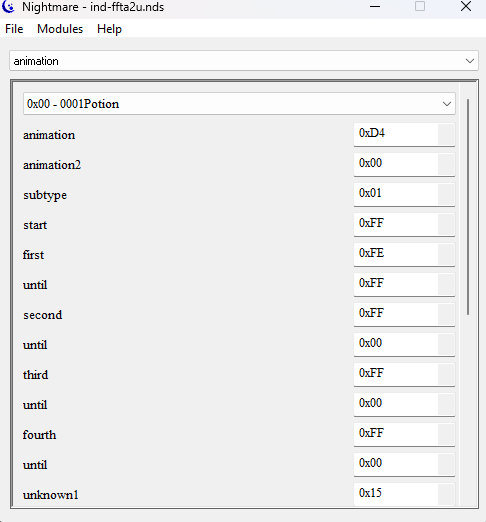 Nightmare - ind-ffta2u.nds
File Modules Help
animation
0x00 - 0001Potion
animation 0xD4
animation2 0x00
subtype 0x01
start 0xFF
first 0xFE
until 0xFF
second 0xFF
until 0x00
third 0xFF
until 0x00
fourth 0xFF
until 0x00
unknown1 0x15